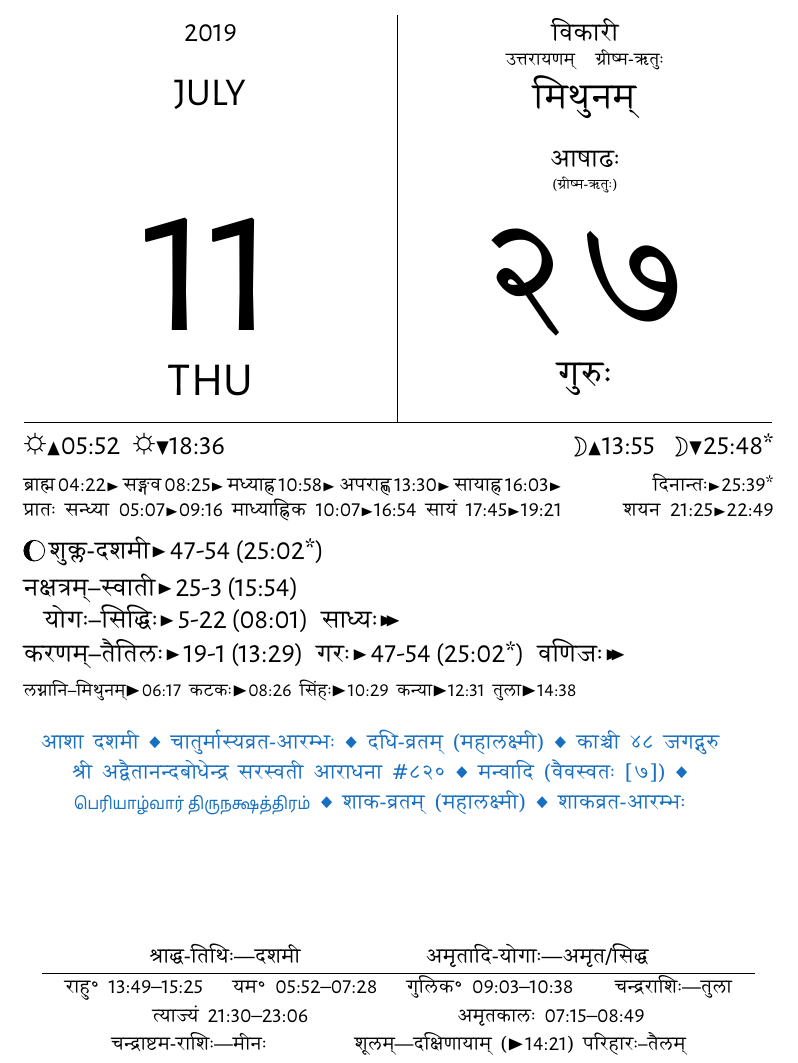 2019
JULY
11
THU
विकारी
उत्तरायणम् ग्रीष्म-ऋतुः
मिथुनम्
आषाढः
(ग्रीष्म-ऋतुः)
२७
गुरुः
☼▲05:52 ☼▼18:36 ☽▲13:55 ☽▼25:48*
ब्राह्म 04:22► सङ्गव 08:25► मध्याह्न 10:58► अपराह्ण 13:30► सायाह्न 16:03► दिनान्तः►25:39*
प्रातः सन्ध्या 05:07►09:16 माध्याह्निक 10:07►16:54 सायं 17:45►19:21 शयन 21:25►22:49
शुक्ल-दशमी► 47-54 (25:02*)
नक्षत्रम्–स्वाती► 25-3 (15:54)
योगः–सिद्धिः► 5-22 (08:01) साध्यः►►
करणम्–तैतिलः►19-1 (13:29) गरः► 47-54 (25:02*) वणिजः►►
लग्नानि–मिथुनम्►06:17 कटकः►08:26 सिंहः►10:29 कन्या►12:31 तुला►14:38
आशा दशमी ◆ चातुर्मास्यव्रत-आरम्भः ◆ दधि-व्रतम् (महालक्ष्मी) ◆ काञ्ची ४८ जगद्गुरु
श्री अद्वैतानन्दबोधेन्द्र सरस्वती आराधना #८२० ◆ मन्वादि (वैवस्वतः [७]) ◆
பெரியாழ்வார் திருநக்ஷத்திரம் ◆ शाक-व्रतम् (महालक्ष्मी) ◆ शाकव्रत-आरम्भः
श्राद्ध-तिथिः—दशमी अमृतादि-योगाः—अमृत/सिद्ध
राहु° 13:49–15:25 यम° 05:52–07:28 गुलिक° 09:03–10:38 चन्द्रराशिः—तुला
त्याज्यं 21:30–23:06 अमृतकालः 07:15–08:49
चन्द्राष्टम-राशिः—मीनः शूलम्—दक्षिणायाम् (►14:21) परिहारः–तैलम्